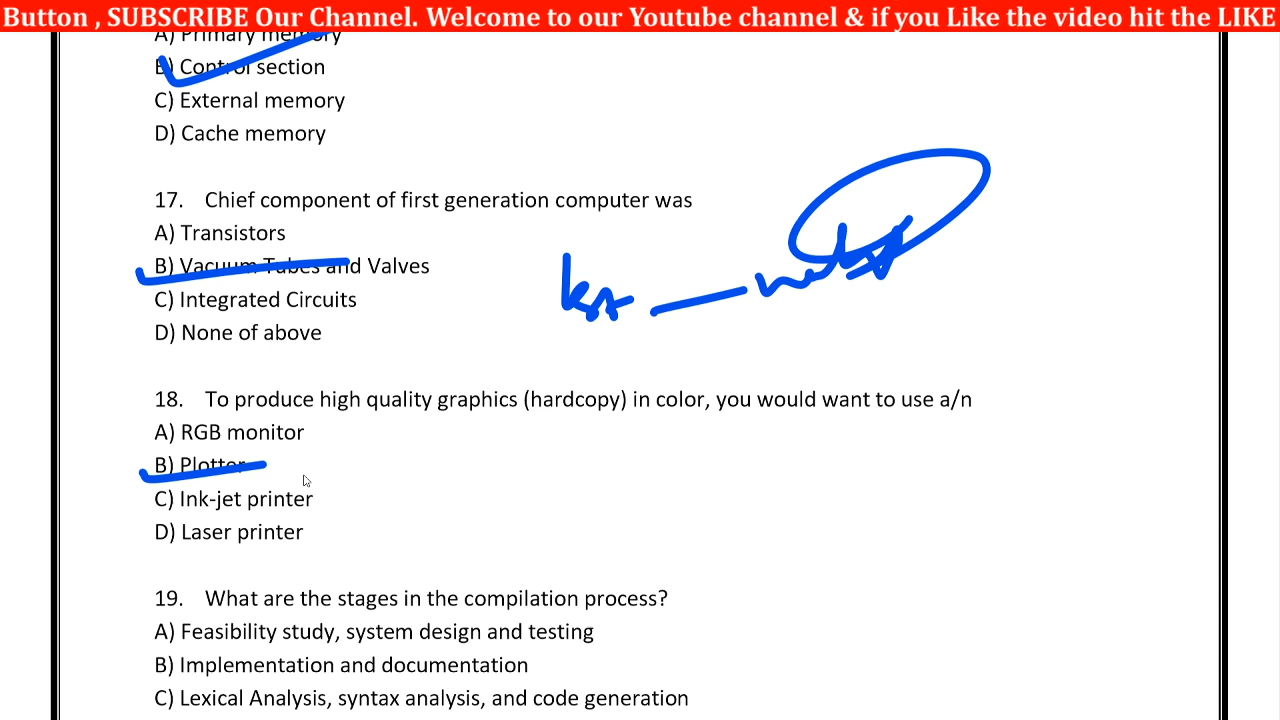 Button , SUBSCRIBE Our Channel. Welcome to our Youtube channel & if you Like the video hit the LIKE
A) Primary memory
B) Control section
C) External memory
D) Cache memory
17. Chief component of first generation computer was
A) Transistors
B) Vacuum Tubes and Valves
C) Integrated Circuits
D) None of above
18. To produce high quality graphics (hardcopy) in color, you would want to use a/n
A) RGB monitor
B) Plotter
C) Ink-jet printer
D) Laser printer
19. What are the stages in the compilation process?
A) Feasibility study, system design and testing
B) Implementation and documentation
C) Lexical Analysis, syntax analysis, and code generation